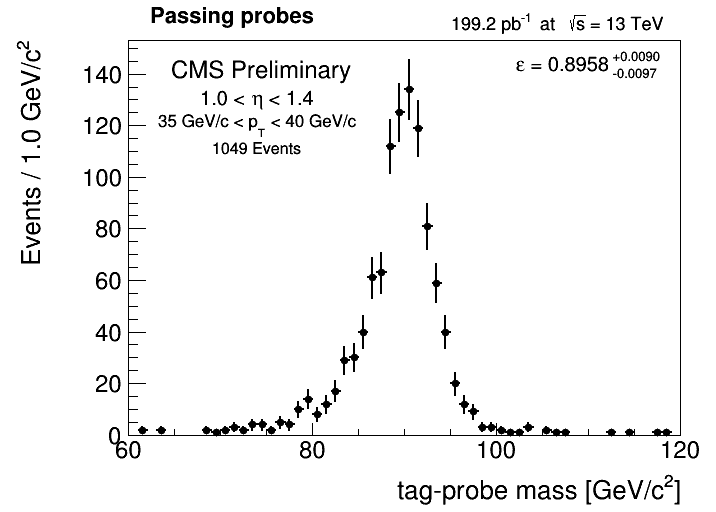 Passing probes
199.2 pb⁻¹ at √s = 13 TeV
CMS Preliminary
1.0 < η < 1.4
35 GeV/c < p_T < 40 GeV/c
1049 Events
ε = 0.8958 +0.0090 -0.0097
Events / 1.0 GeV/c²
140
120
100
80
60
40
20
0
60 80 100 120
tag-probe mass [GeV/c²]